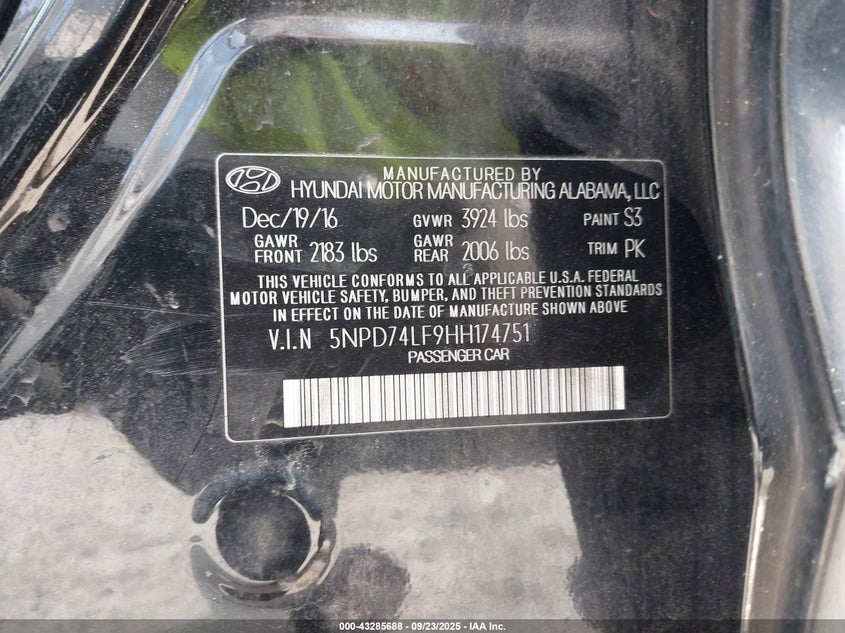 MANUFACTURED BY
HYUNDAI MOTOR MANUFACTURING ALABAMA, LLC
Dec/19/16 GVWR 3924 lbs PAINT S3
GAWR FRONT 2183 lbs GAWR REAR 2006 lbs TRIM PK
THIS VEHICLE CONFORMS TO ALL APPLICABLE U.S.A. FEDERAL
MOTOR VEHICLE SAFETY, BUMPER, AND THEFT PREVENTION STANDARDS
IN EFFECT ON THE DATE OF MANUFACTURE SHOWN ABOVE.
V.I.N 5NPD74LF9HH174751
PASSENGER CAR
000-43285688 - 09/23/2025 - IAA Inc.